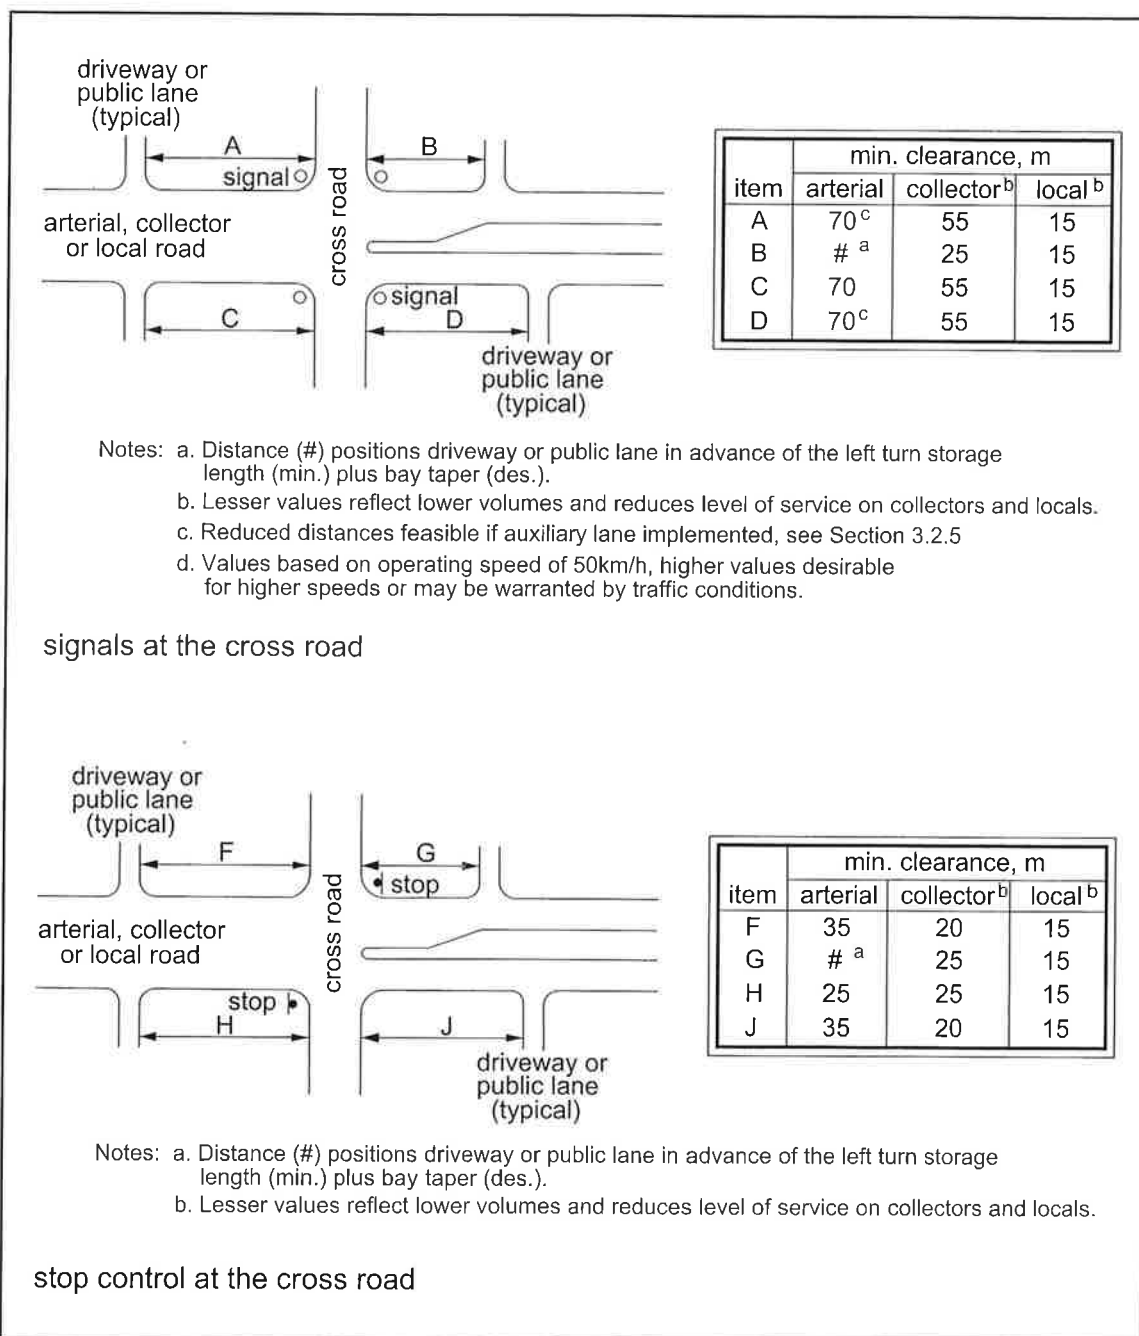 driveway or
public lane
(typical)
A
B
signal
cross road
arterial, collector
or local road
signal
C
D
driveway or
public lane
(typical)
min. clearance, m
item arterial collector b local b
A 70 c 55 15
B # a 25 15
C 70 55 15
D 70 c 55 15
Notes: a. Distance (#) positions driveway or public lane in advance of the left turn storage
length (min.) plus bay taper (des.).
b. Lesser values reflect lower volumes and reduces level of service on collectors and locals.
c. Reduced distances feasible if auxiliary lane implemented, see Section 3.2.5
d. Values based on operating speed of 50km/h, higher values desirable
for higher speeds or may be warranted by traffic conditions.
signals at the cross road
driveway or
public lane
(typical)
F
G
stop
cross road
arterial, collector
or local road
stop
H
J
driveway or
public lane
(typical)
min. clearance, m
item arterial collector b local b
F 35 20 15
G # a 25 15
H 25 25 15
J 35 20 15
Notes: a. Distance (#) positions driveway or public lane in advance of the left turn storage
length (min.) plus bay taper (des.).
b. Lesser values reflect lower volumes and reduces level of service on collectors and locals.
stop control at the cross road